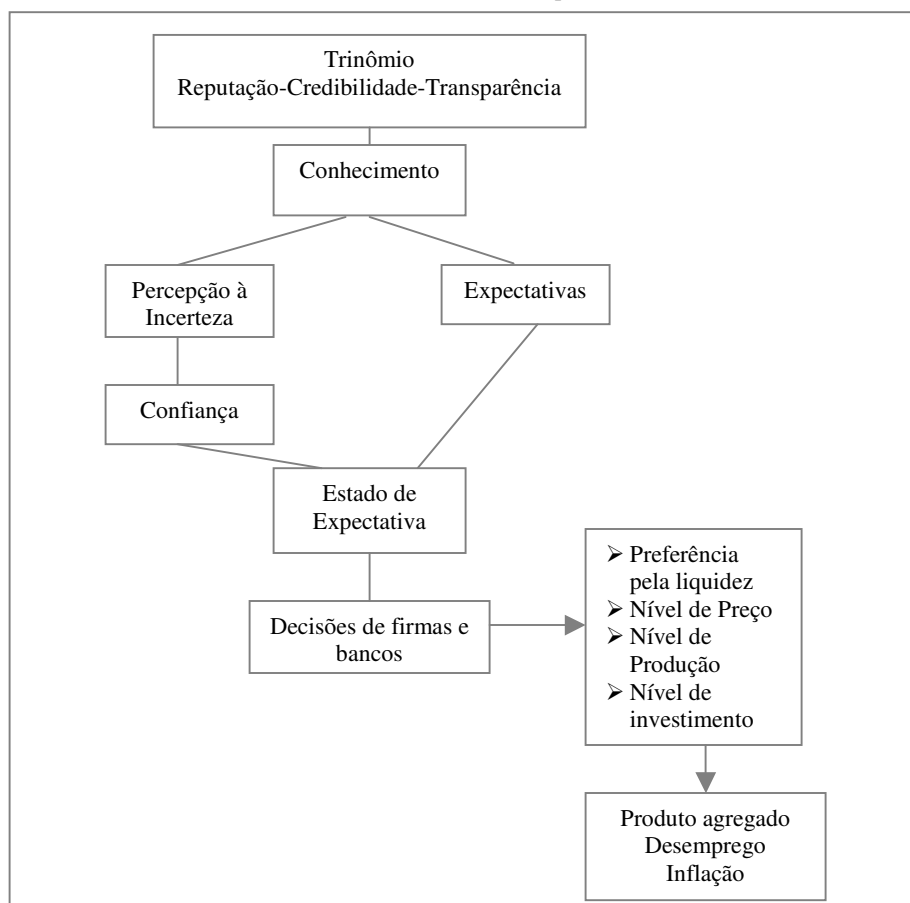 Trinômio
Reputação-Credibilidade-Transparência
Conhecimento
Percepção à
Incerteza
Expectativas
Confiança
Estado de
Expectativa
Decisões de firmas e
bancos
➢ Preferência
pela liquidez
➢ Nível de Preço
➢ Nível de
Produção
➢ Nível de
investimento
Produto agregado
Desemprego
Inflação